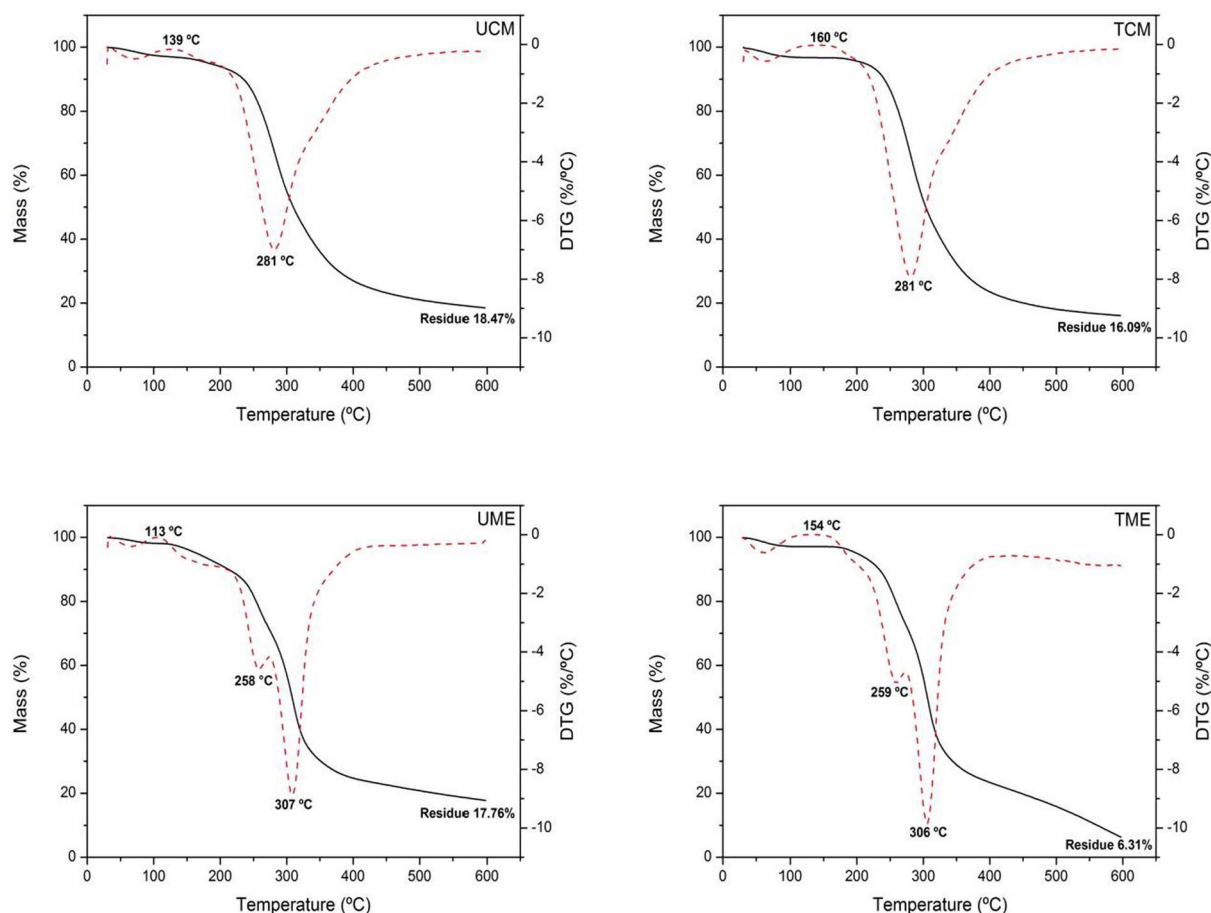 UCM
139 ºC
281 ºC
Residue 18.47%
100
80
60
40
20
0
0
-2
-4
-6
-8
-10
0 100 200 300 400 500 600
Mass (%)
DTG (%/ºC)
Temperature (ºC)
TCM
160 ºC
281 ºC
Residue 16.09%
100
80
60
40
20
0
0
-2
-4
-6
-8
-10
0 100 200 300 400 500 600
Mass (%)
DTG (%/ºC)
Temperature (ºC)
UME
113 ºC
258 ºC
307 ºC
Residue 17.76%
100
80
60
40
20
0
0
-2
-4
-6
-8
-10
0 100 200 300 400 500 600
Mass (%)
DTG (%/ºC)
Temperature (ºC)
TME
154 ºC
259 ºC
306 ºC
Residue 6.31%
100
80
60
40
20
0
0
-2
-4
-6
-8
-10
0 100 200 300 400 500 600
Mass (%)
DTG (%/ºC)
Temperature (ºC)